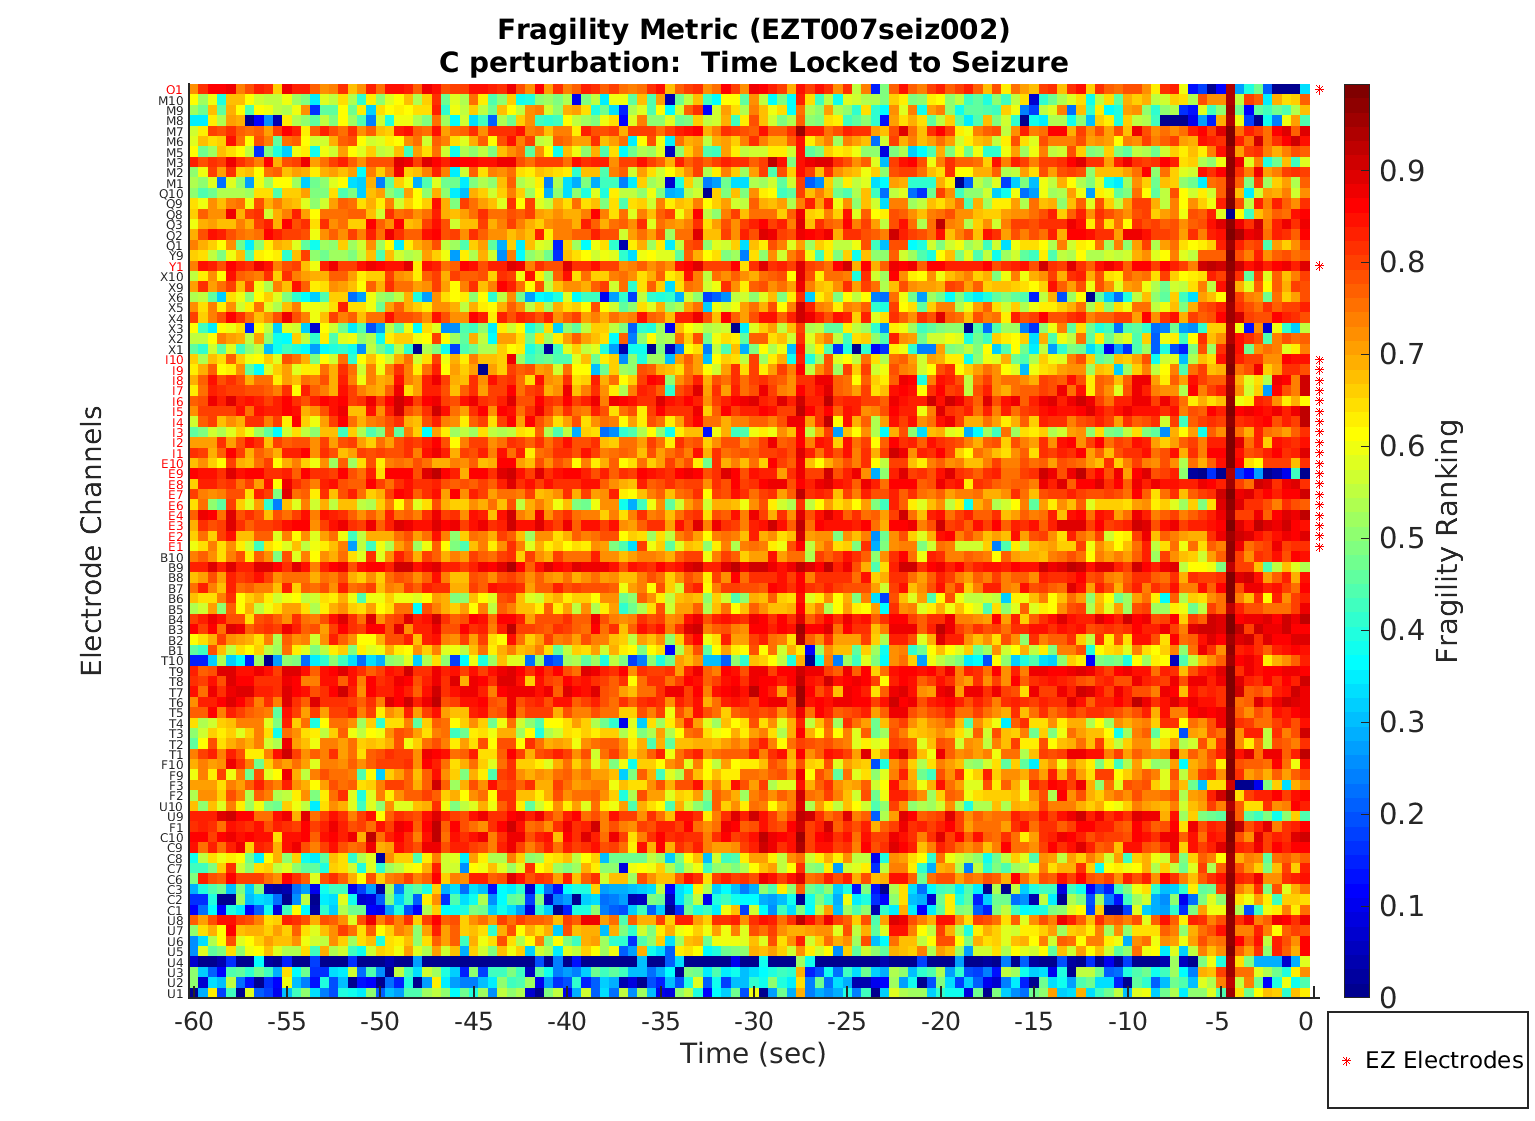 Fragility Metric (EZT007seiz002)
C perturbation:  Time Locked to Seizure
O1
M10
M9
M8
M7
M6
M5
M3
M2
M1
Q10
Q9
Q8
Q3
Q2
Q1
Y9
Y1
X10
X9
X6
X5
X4
X3
X2
X1
I10
I9
I8
I7
I6
I5
I4
I3
I2
I1
E10
E9
E8
E7
E6
E4
E3
E2
E1
B10
B9
B8
B7
B6
B5
B4
B3
B2
B1
T10
T9
T8
T7
T6
T5
T4
T3
T2
T1
F10
F9
F3
F2
U10
U9
F1
C10
C9
C8
C7
C6
C3
C2
C1
U8
U7
U6
U5
U4
U3
U2
U1
Electrode Channels
-60 -55 -50 -45 -40 -35 -30 -25 -20 -15 -10 -5 0
Time (sec)
0.9
0.8
0.7
0.6
0.5
0.4
0.3
0.2
0.1
0
Fragility Ranking
EZ Electrodes